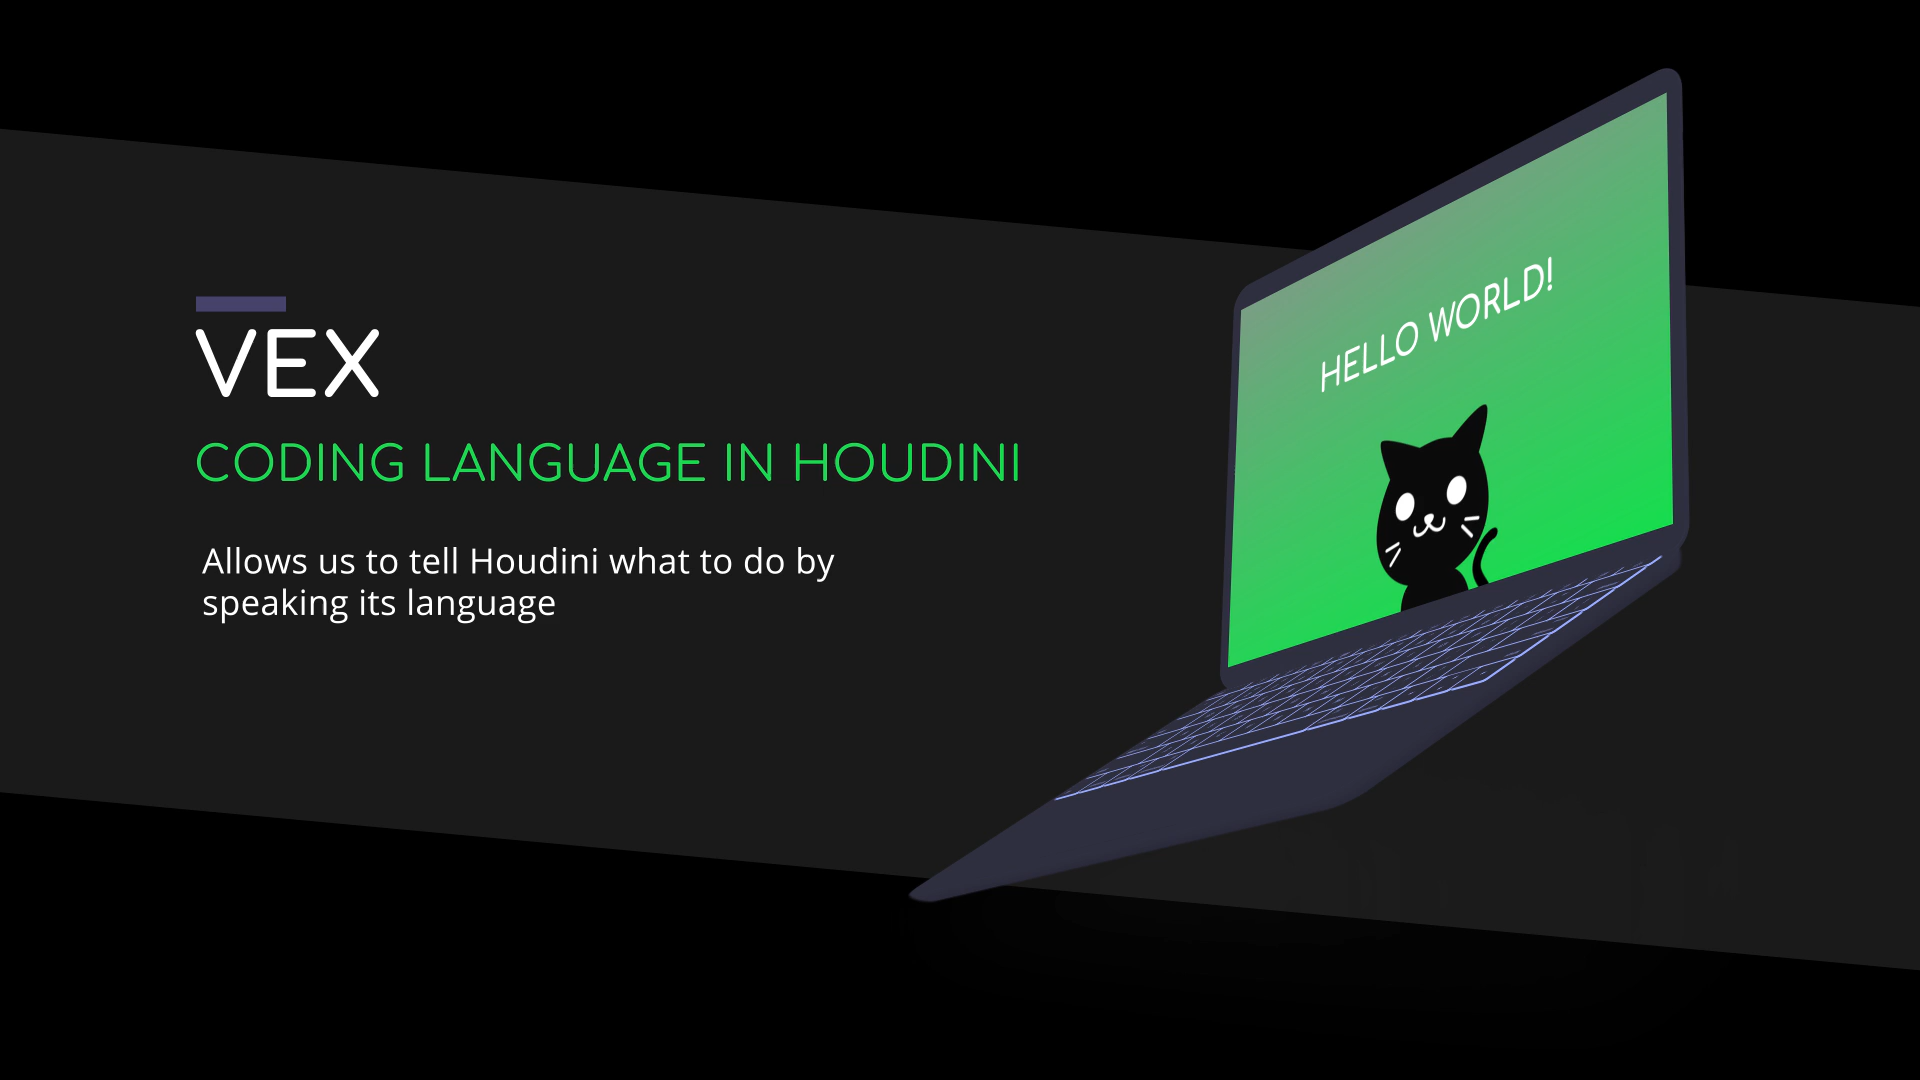 VEX
CODING LANGUAGE IN HOUDINI
Allows us to tell Houdini what to do by
speaking its language
HELLO WORLD!